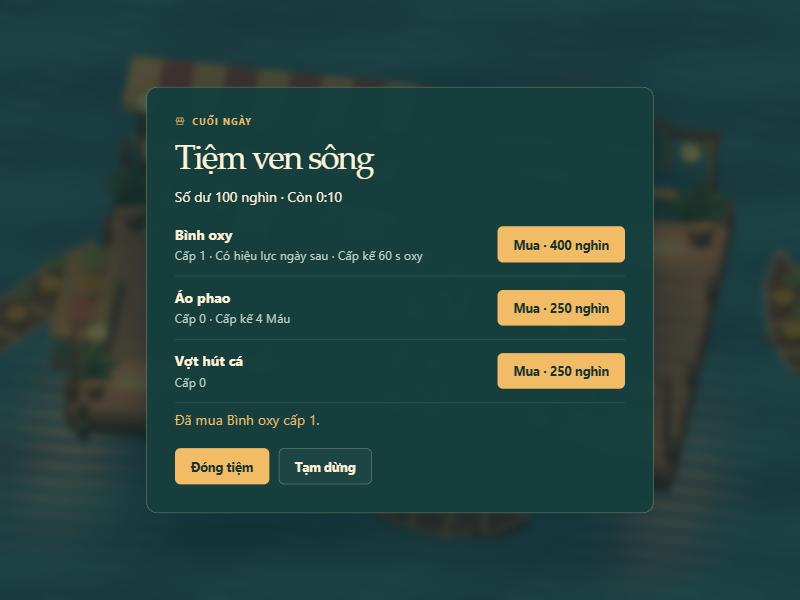 CUỐI NGÀY
Tiệm ven sông
Số dư 100 nghìn · Còn 0:10
Bình oxy
Cấp 1 · Có hiệu lực ngày sau · Cấp kế 60 s oxy
Mua · 400 nghìn
Áo phao
Cấp 0 · Cấp kế 4 Máu
Mua · 250 nghìn
Vợt hút cá
Cấp 0
Mua · 250 nghìn
Đã mua Bình oxy cấp 1.
Đóng tiệm
Tạm dừng